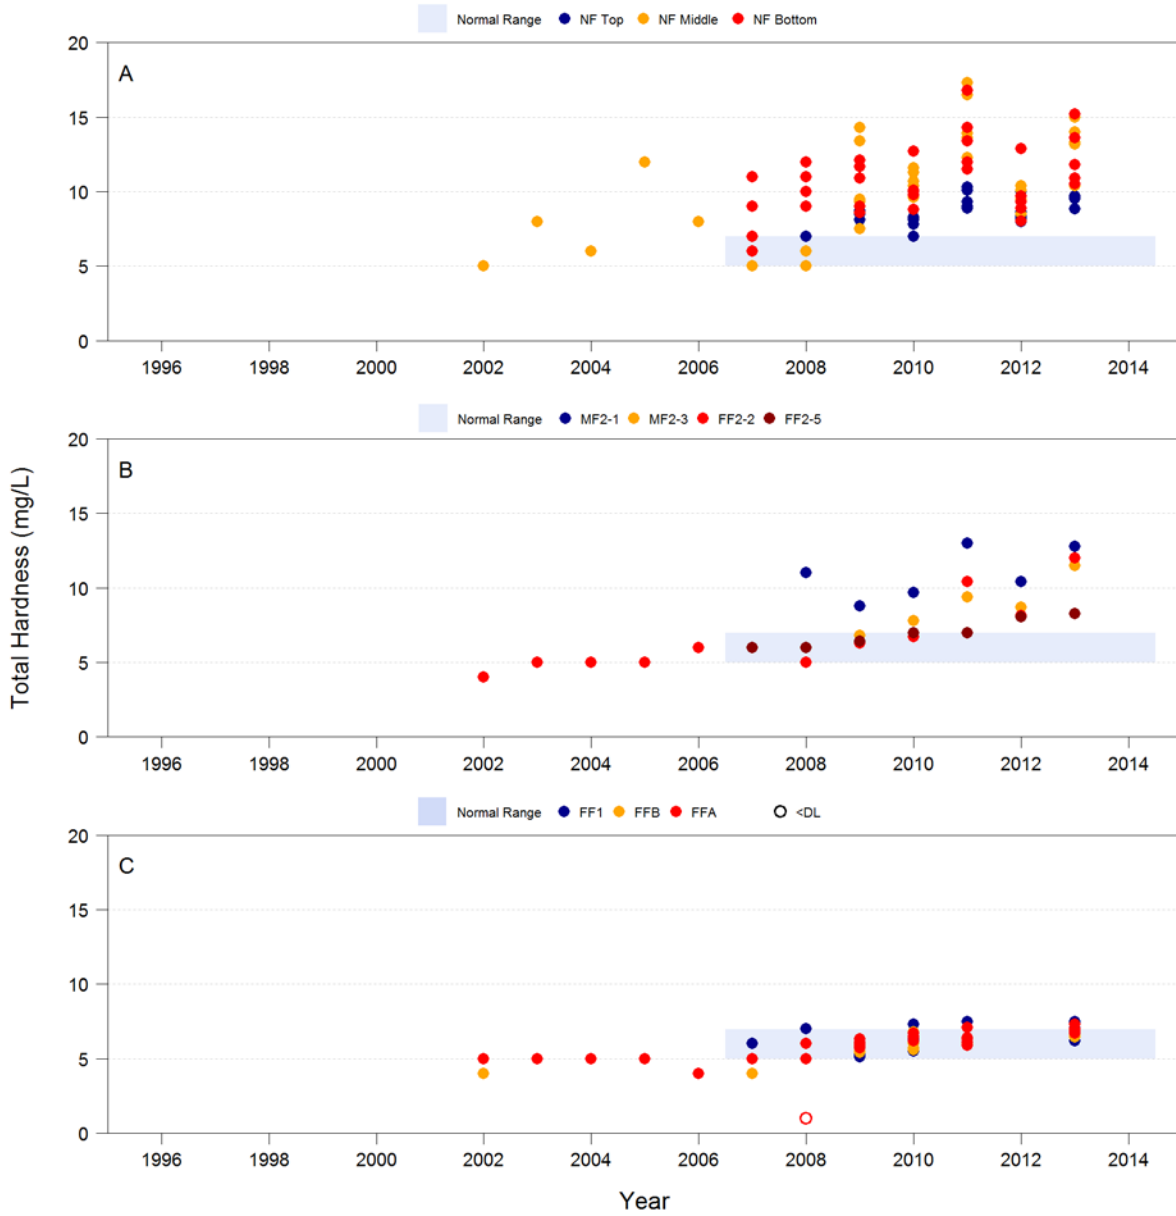 Normal Range NF Top NF Middle NF Bottom
A
20
15
10
5
0
1996 1998 2000 2002 2004 2006 2008 2010 2012 2014
Normal Range MF2-1 MF2-3 FF2-2 FF2-5
B
20
15
10
5
0
1996 1998 2000 2002 2004 2006 2008 2010 2012 2014
Total Hardness (mg/L)
Normal Range FF1 FFB FFA <DL
C
20
15
10
5
0
1996 1998 2000 2002 2004 2006 2008 2010 2012 2014
Year